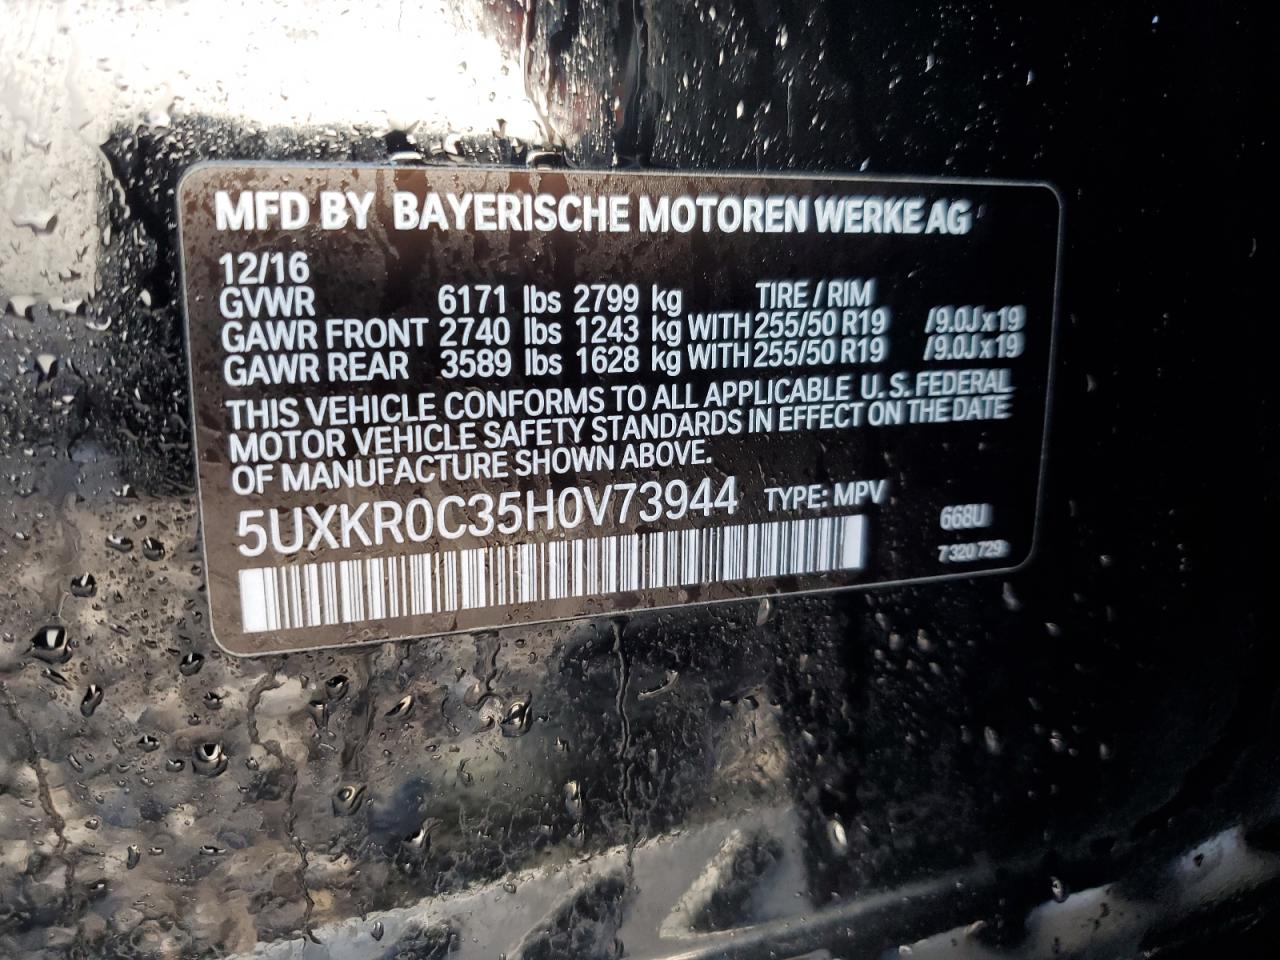 MFD BY BAYERISCHE MOTOREN WERKE AG
12/16
GVWR 6171 lbs 2799 kg TIRE / RIM
GAWR FRONT 2740 lbs 1243 kg WITH 255/50 R19 /9.0J x 19
GAWR REAR 3589 lbs 1628 kg WITH 255/50 R19 /9.0J x 19
THIS VEHICLE CONFORMS TO ALL APPLICABLE U.S. FEDERAL
MOTOR VEHICLE SAFETY STANDARDS IN EFFECT ON THE DATE
OF MANUFACTURE SHOWN ABOVE.
5UXKR0C35H0V73944 TYPE: MPV 668U
7 320 729